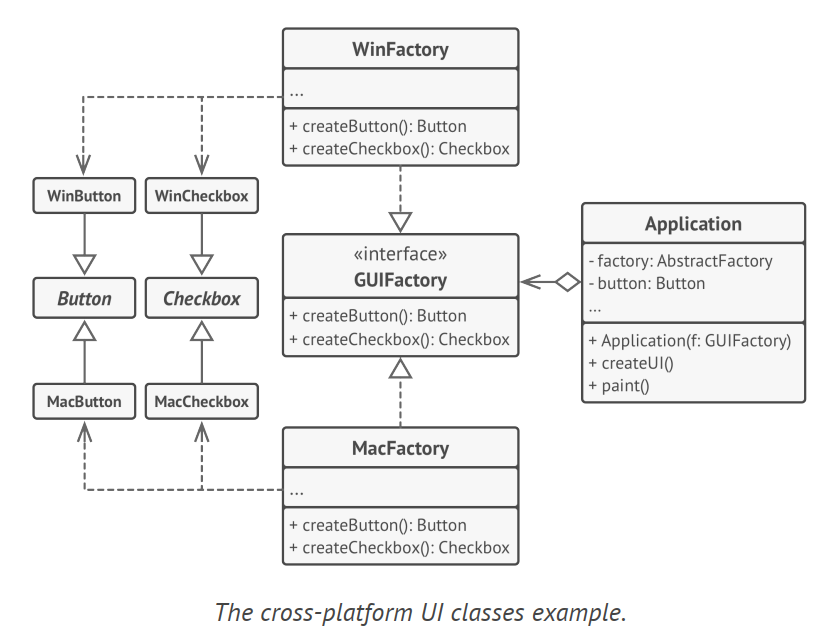 WinFactory
...
+ createButton(): Button
+ createCheckbox(): Checkbox
WinButton
WinCheckbox
Button
Checkbox
MacButton
MacCheckbox
«interface»
GUIFactory
+ createButton(): Button
+ createCheckbox(): Checkbox
Application
- factory: AbstractFactory
- button: Button
...
+ Application(f: GUIFactory)
+ createUI()
+ paint()
MacFactory
...
+ createButton(): Button
+ createCheckbox(): Checkbox
The cross-platform UI classes example.